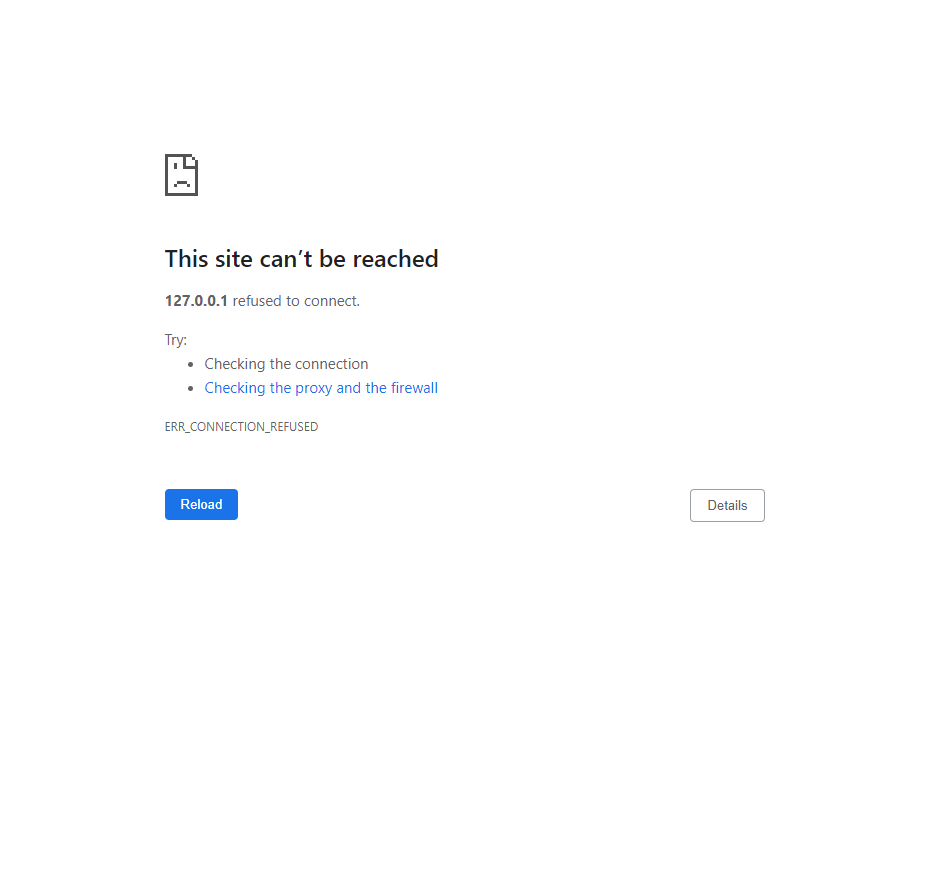 This site can’t be reached
127.0.0.1 refused to connect.
Try:
• Checking the connection
• Checking the proxy and the firewall
ERR_CONNECTION_REFUSED
Reload
Details